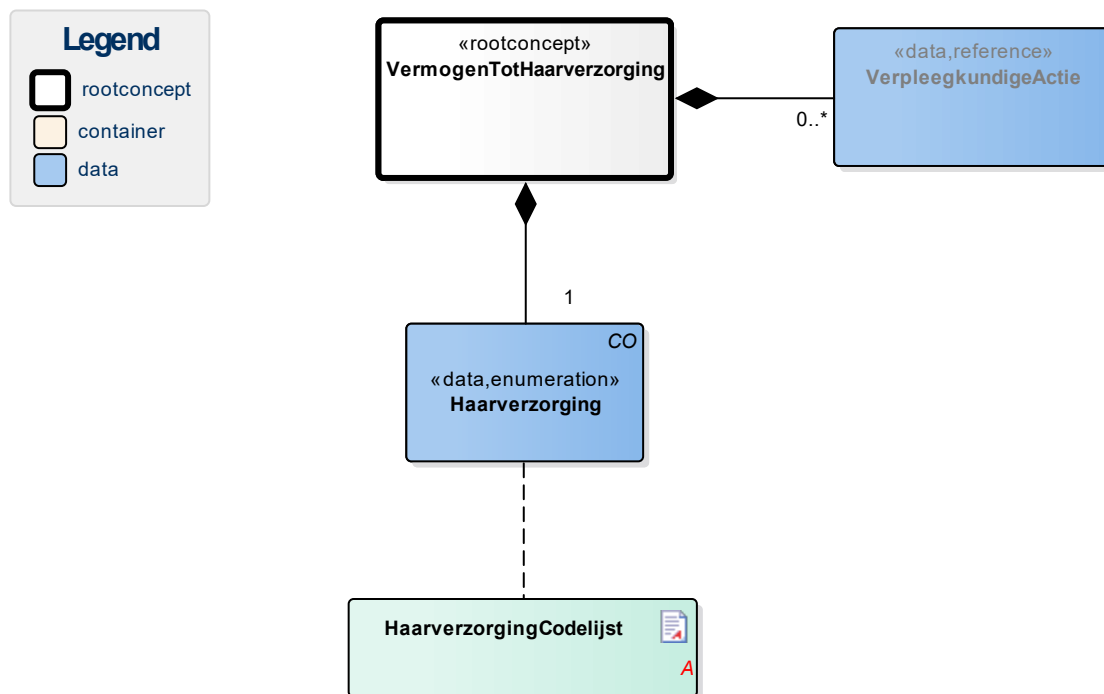 Legend
rootconcept
container
data
«rootconcept»
VermogenTotHaarverzorging
«data,reference»
VerpleegkundigeActie
0..*
1
CO
«data,enumeration»
Haarverzorging
HaarverzorgingCodelijst
A
A